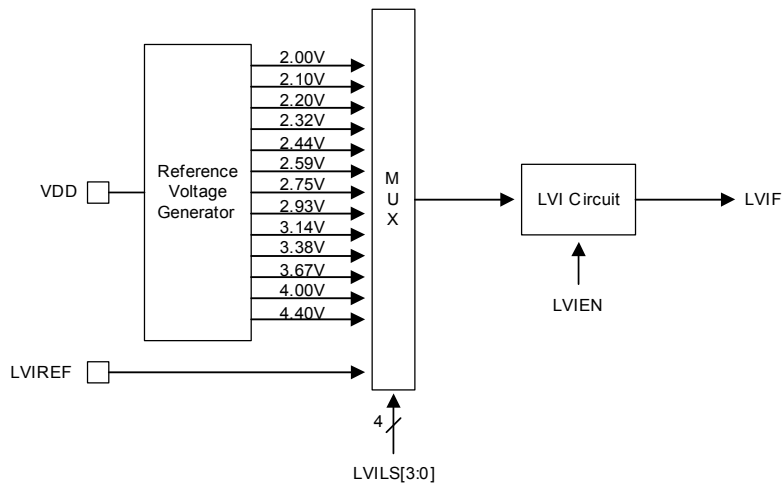 2.00V
2.10V
2.20V
2.32V
2.44V
2.59V
2.75V
2.93V
3.14V
3.38V
3.67V
4.00V
4.40V
VDD
Reference
Voltage
Generator
M
U
X
LVI Circuit
LVIF
LVIEN
LVIREF
4
LVILS[3:0]